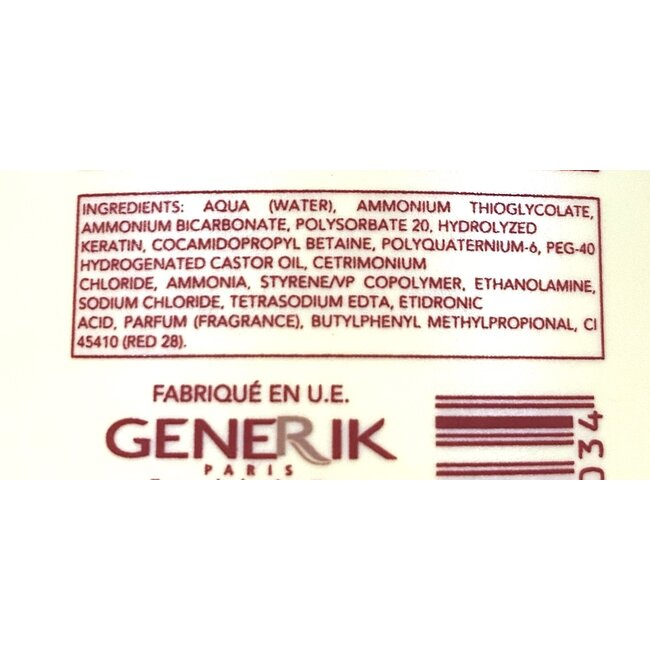 INGREDIENTS: AQUA (WATER), AMMONIUM THIOGLYCOLATE,
AMMONIUM BICARBONATE, POLYSORBATE 20, HYDROLYZED
KERATIN, COCAMIDOPROPYL BETAINE, POLYQUATERNIUM-6, PEG-40
HYDROGENATED CASTOR OIL, CETRIMONIUM
CHLORIDE, AMMONIA, STYRENE/VP COPOLYMER, ETHANOLAMINE,
SODIUM CHLORIDE, TETRASODIUM EDTA, ETIDRONIC
ACID, PARFUM (FRAGRANCE), BUTYLPHENYL METHYLPROPIONAL, CI
45410 (RED 28).
FABRIQUÉ EN U.E.
GENERIK
PARIS
034